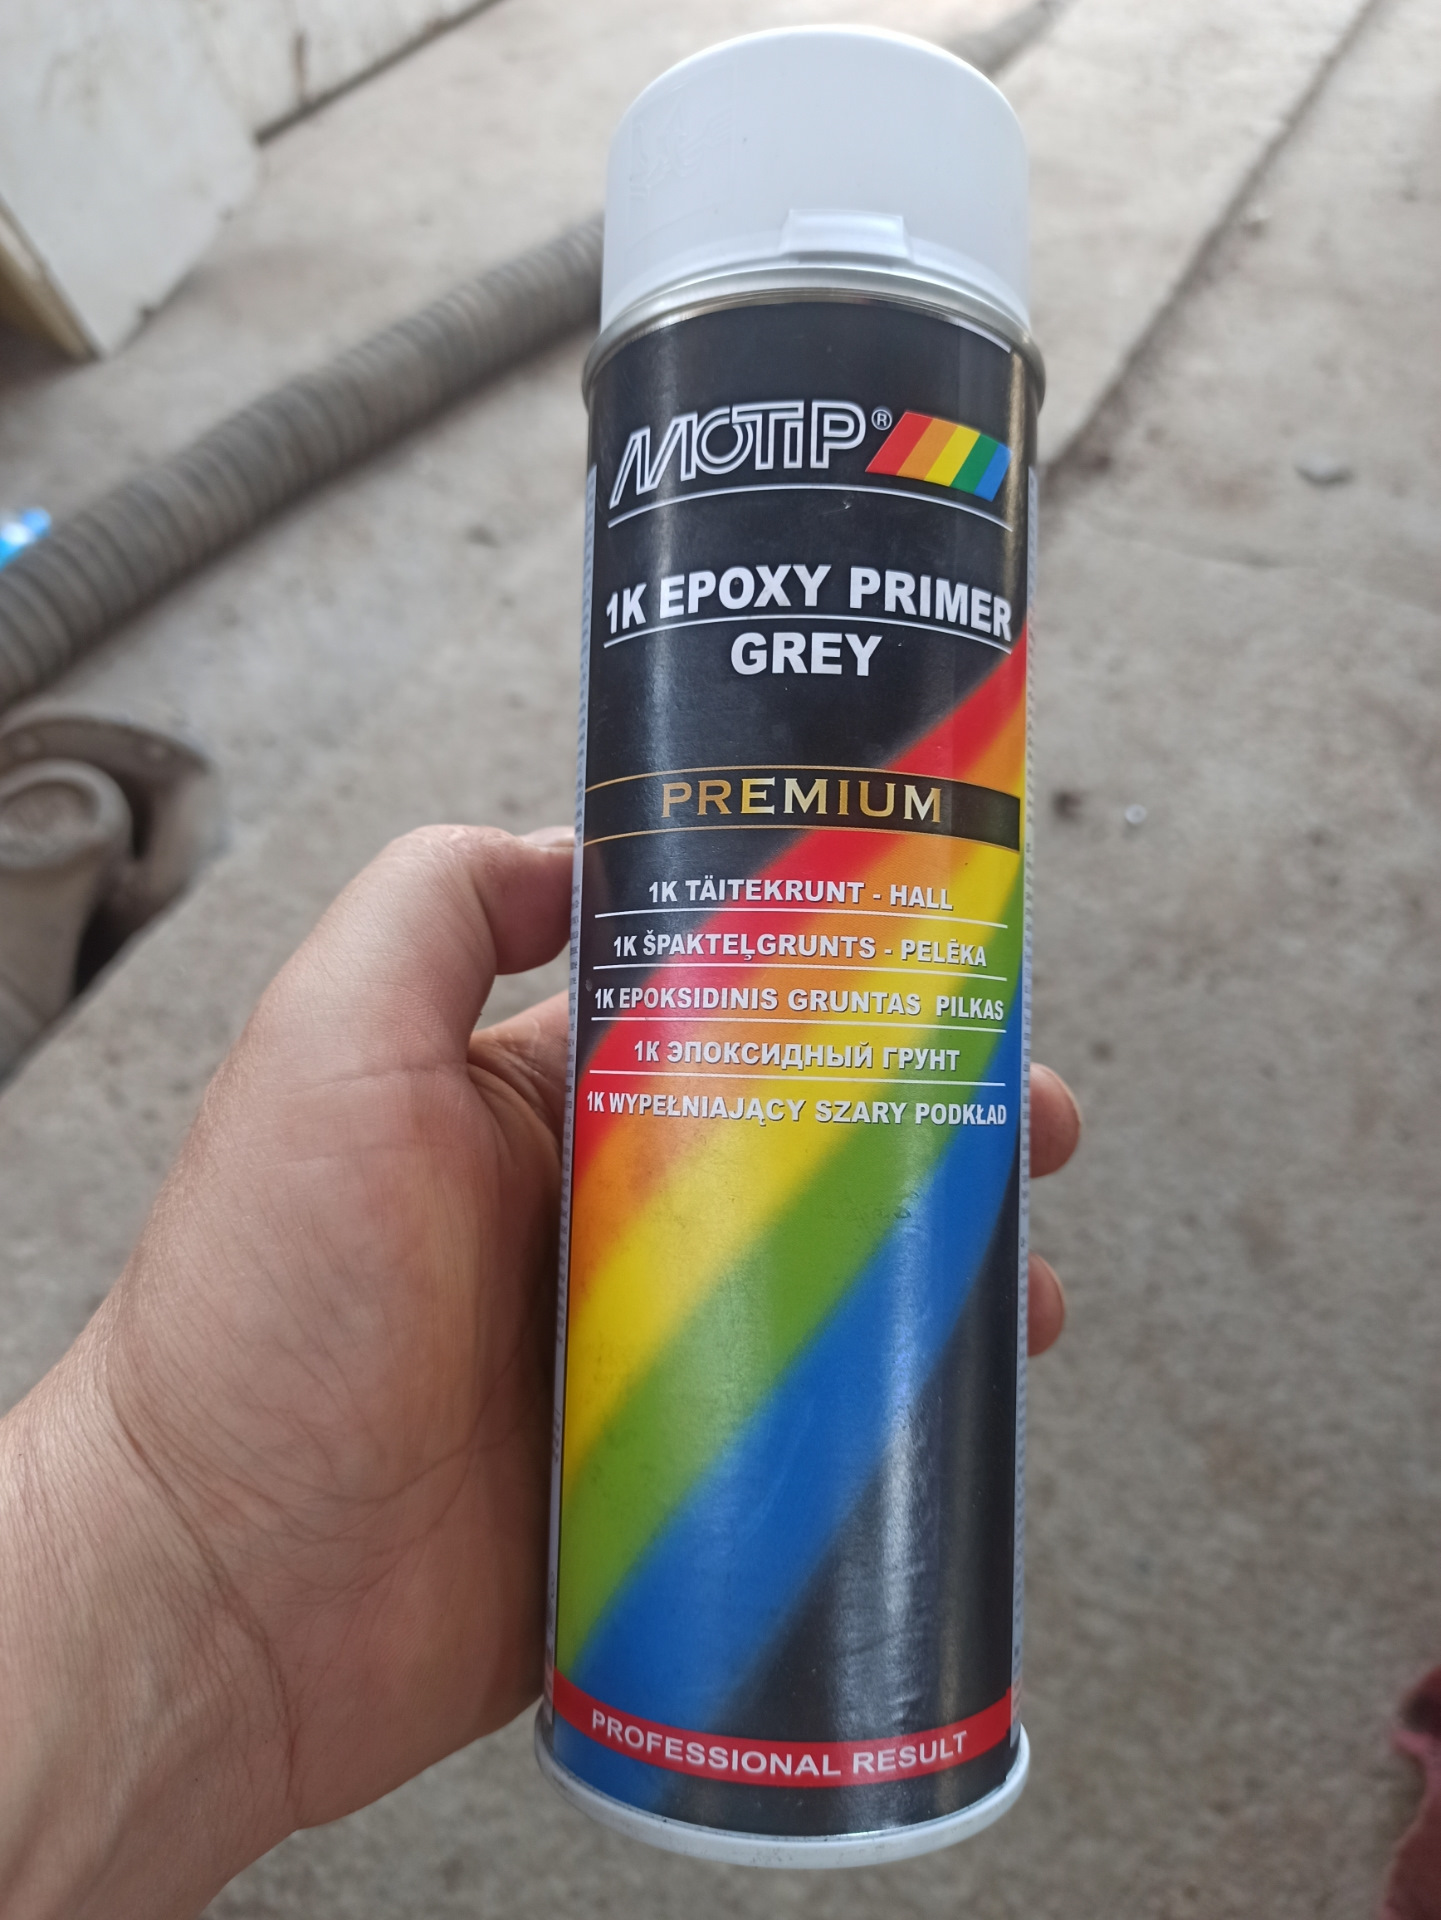 MOTIP®
1K EPOXY PRIMER
GREY
PREMIUM
1K TÄITEKRUNT - HALL
1K ŠPAKTEĻGRUNTS - PELĒKA
1K EPOKSIDINIS GRUNTAS PILKAS
1K ЭПОКСИДНЫЙ ГРУНТ
1K WYPEŁNIAJĄCY SZARY PODKŁAD
PROFESSIONAL RESULT